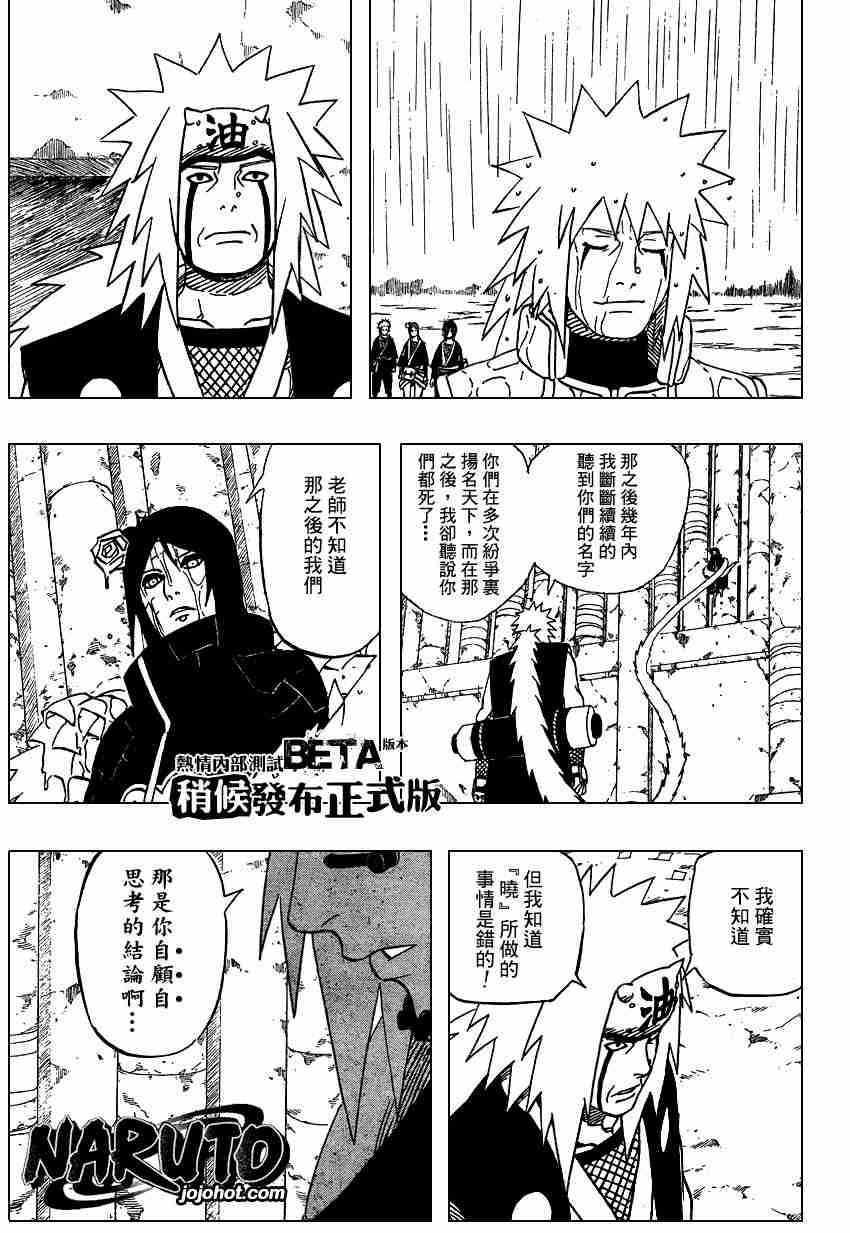 油
那之後幾年內
我斷斷續續的
聽到你們的名字
你們在多次紛爭裏
揚名天下，而在那
之後，我卻聽說你
們都死了…
老師不知道
那之後的我們
熱情內部測試BETA版本
稍候發布正式版
我確實
不知道
但我知道
『曉』所做的
事情是錯的！
油
那是你自顧自
思考的結論啊…
NARUTO
jojohot.com